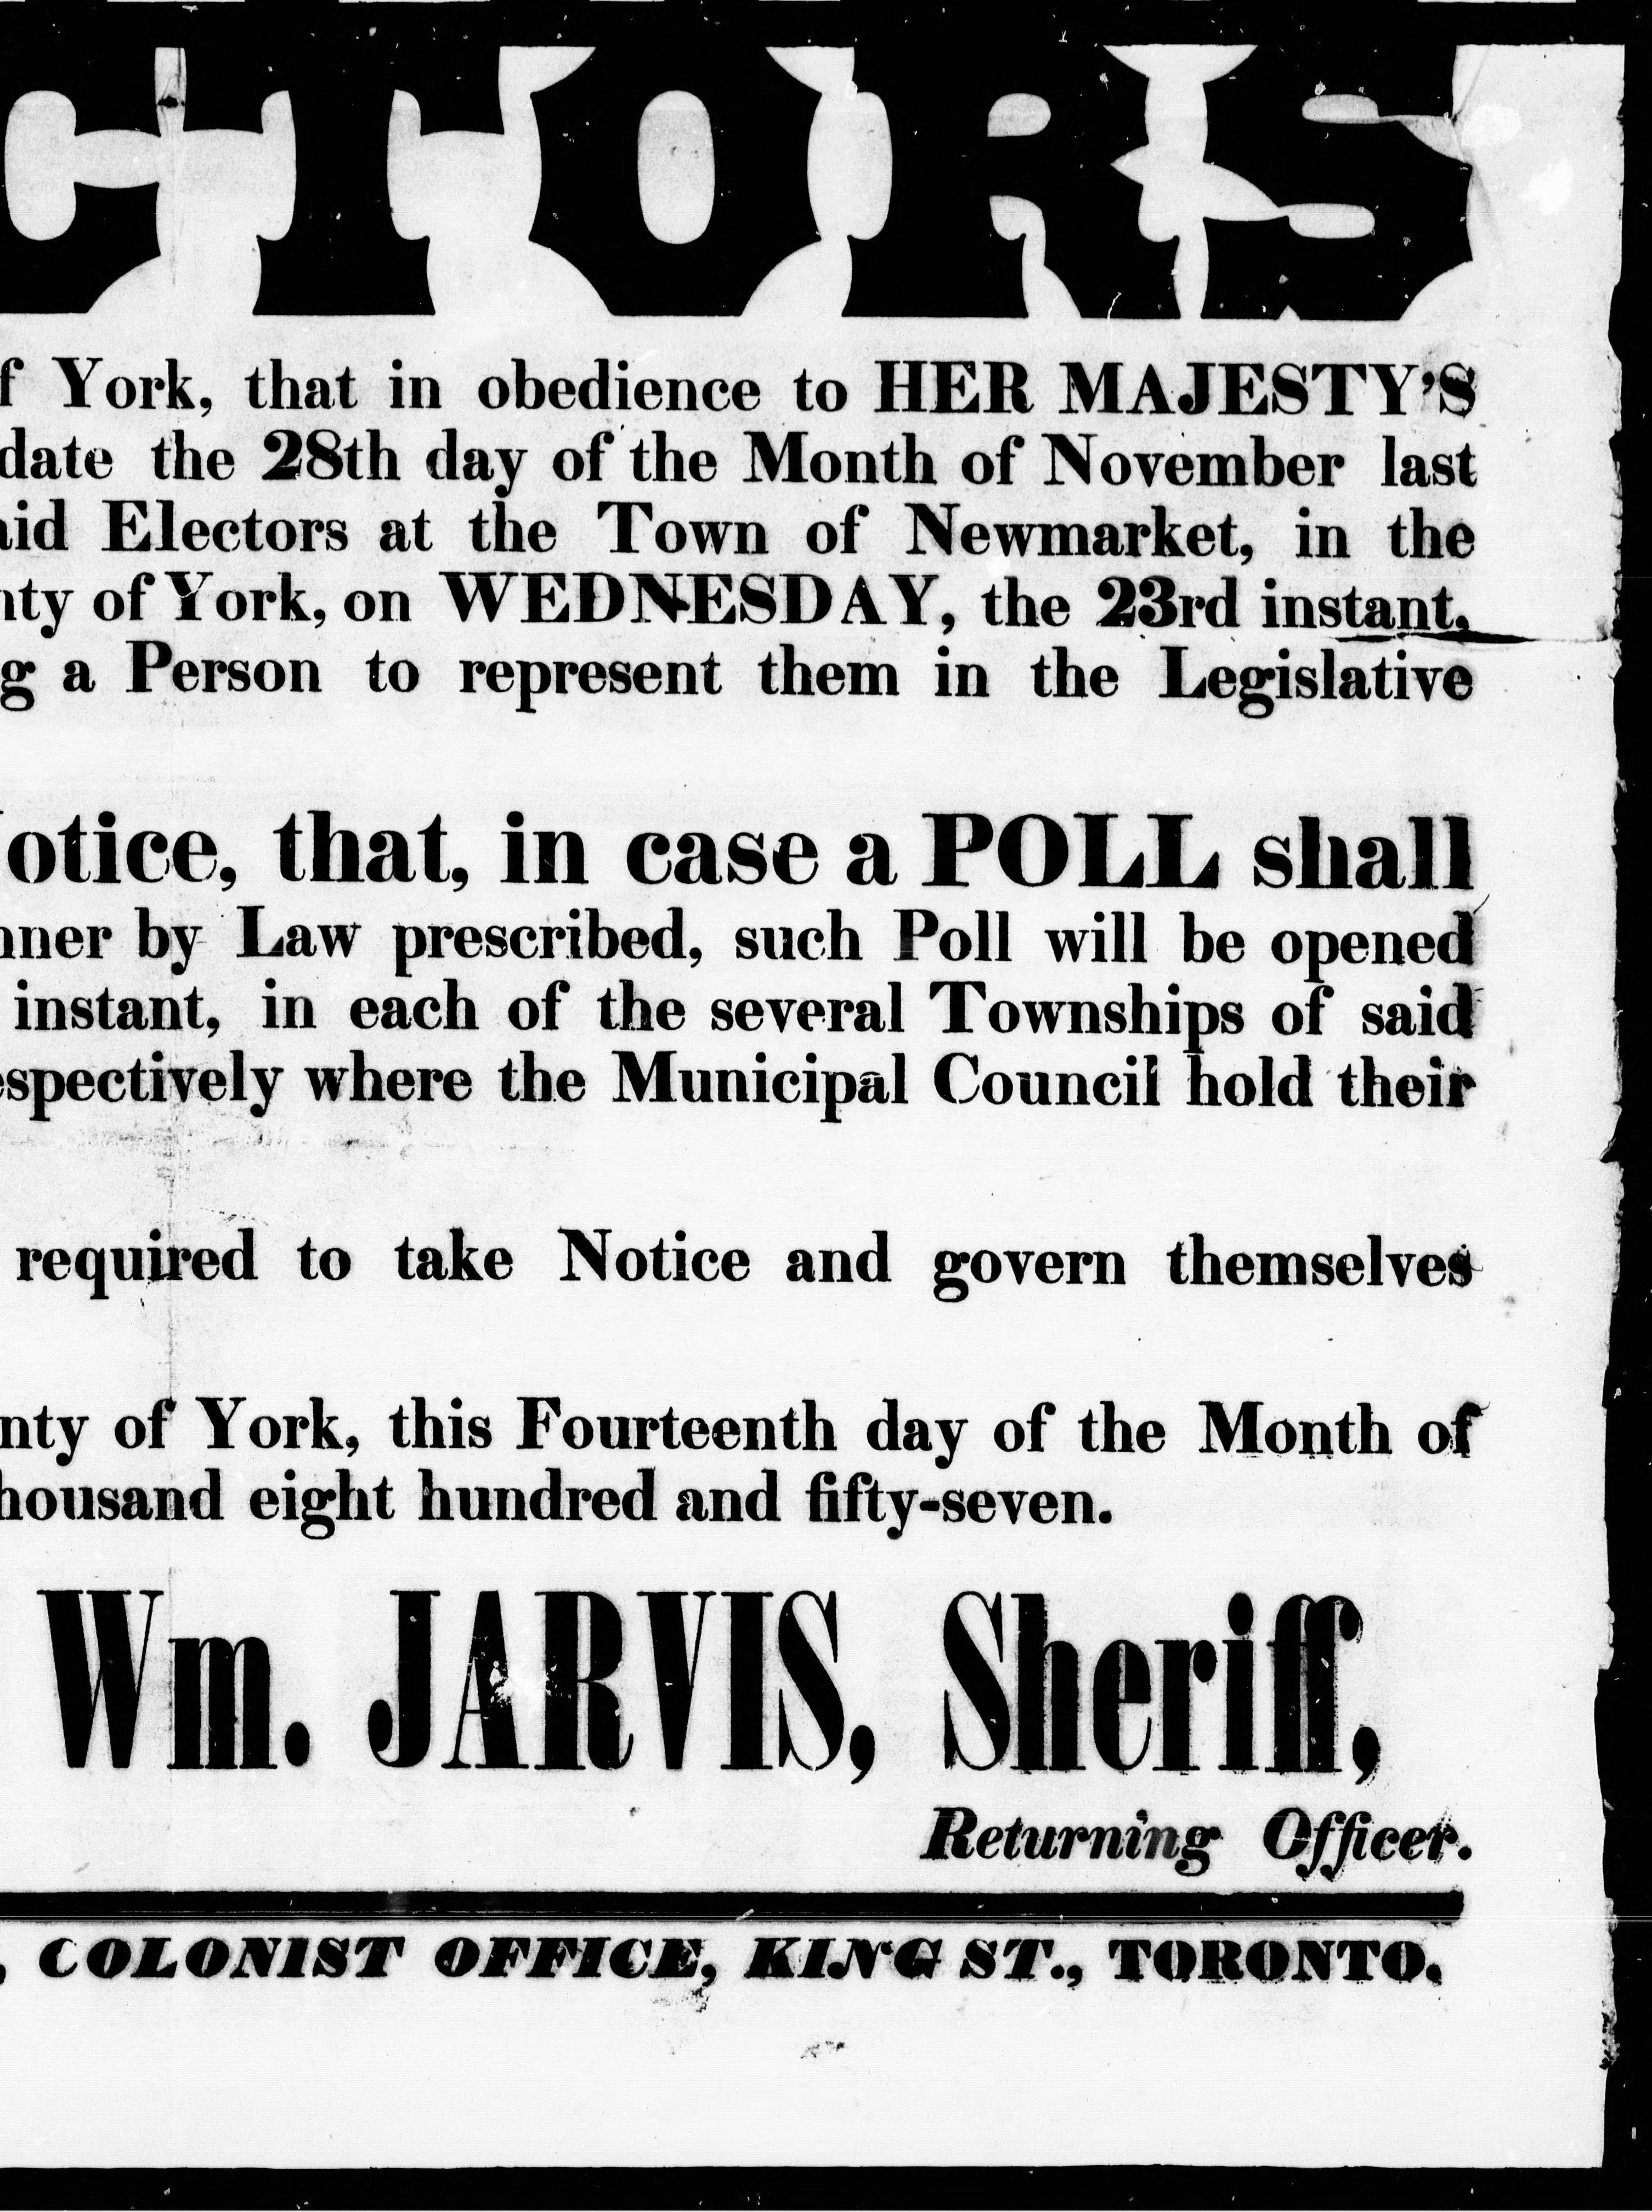 CTORS
f York, that in obedience to HER MAJESTY'S
date the 28th day of the Month of November last
aid Electors at the Town of Newmarket, in the
nty of York, on WEDNESDAY, the 23rd instant,
g a Person to represent them in the Legislative
otice, that, in case a POLL shall
nner by Law prescribed, such Poll will be opened
instant, in each of the several Townships of said
espectively where the Municipal Council hold their
required to take Notice and govern themselves
nty of York, this Fourteenth day of the Month of
housand eight hundred and fifty-seven.
Wm. JARVIS, Sheriff,
Returning Officer.
, COLONIST OFFICE, KING ST., TORONTO.